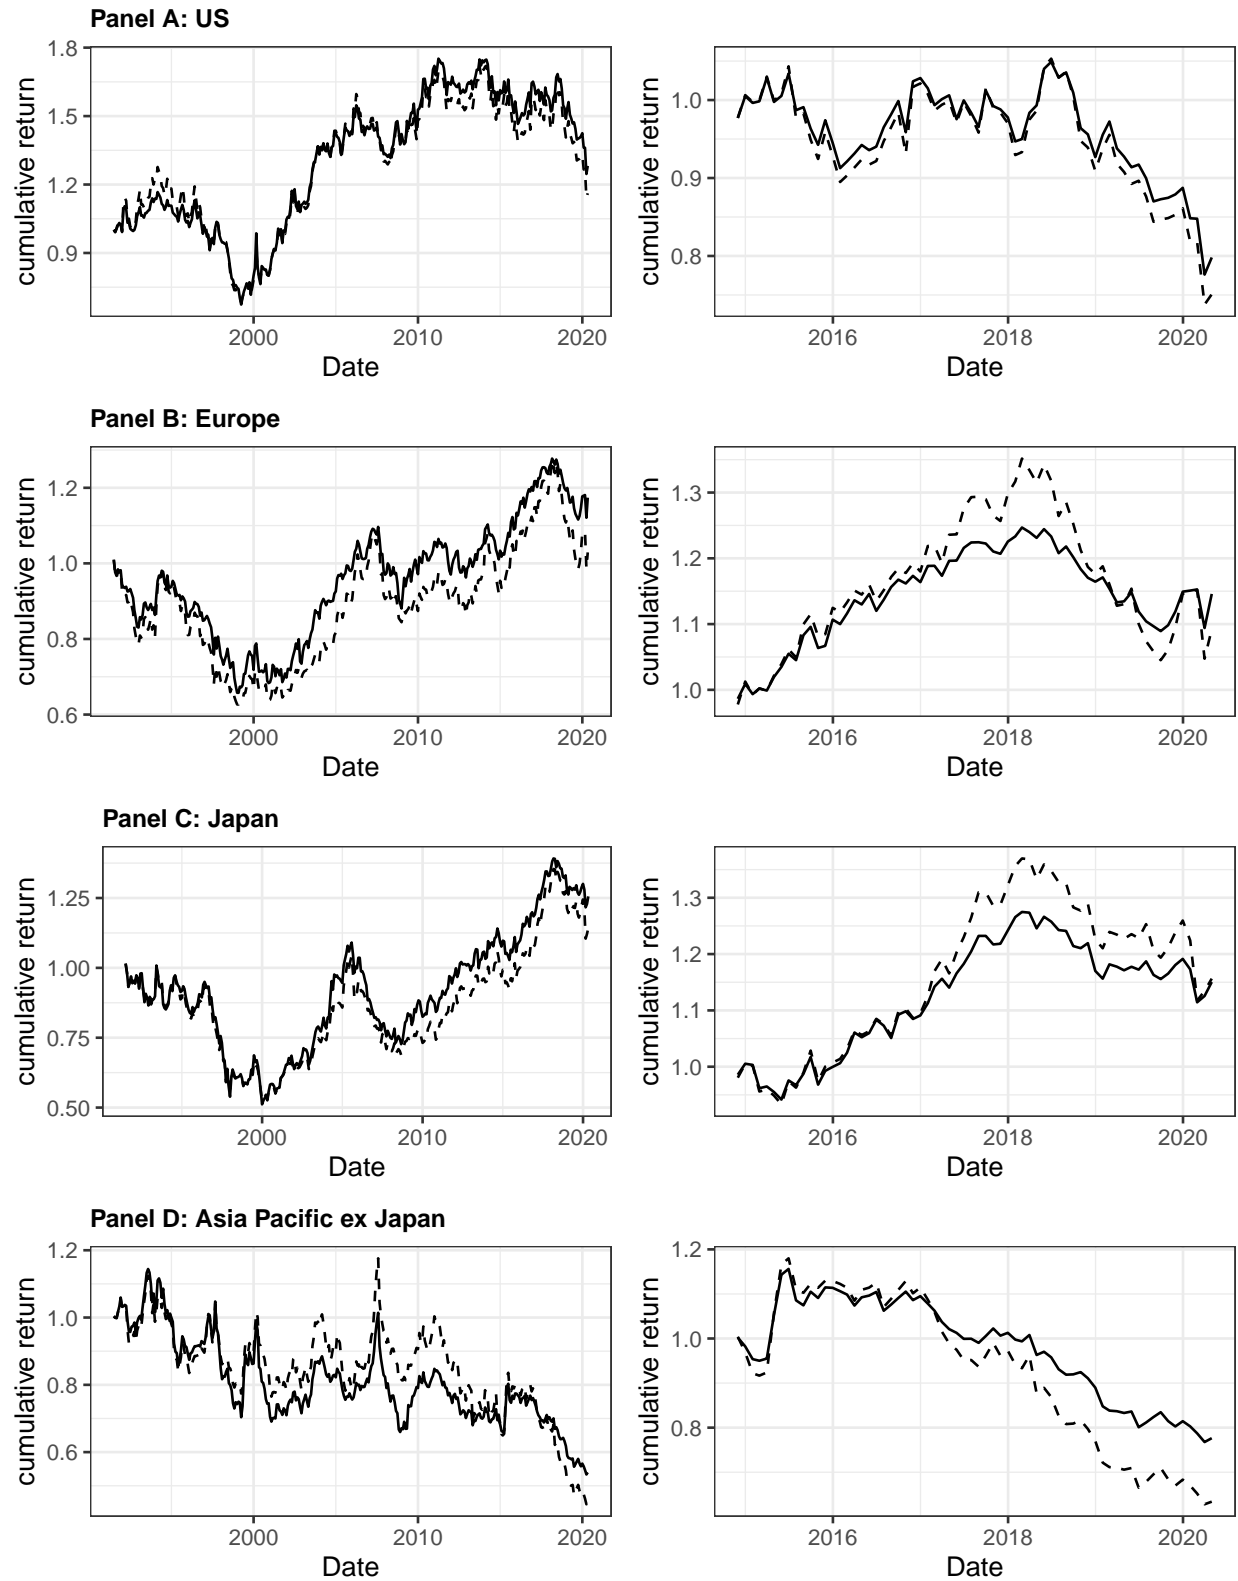 Panel A: US
cumulative return
1.8
1.5
1.2
0.9
2000 2010 2020
Date
cumulative return
1.0
0.9
0.8
2016 2018 2020
Date
Panel B: Europe
cumulative return
1.2
1.0
0.8
0.6
2000 2010 2020
Date
cumulative return
1.3
1.2
1.1
1.0
2016 2018 2020
Date
Panel C: Japan
cumulative return
1.25
1.00
0.75
0.50
2000 2010 2020
Date
cumulative return
1.3
1.2
1.1
1.0
2016 2018 2020
Date
Panel D: Asia Pacific ex Japan
cumulative return
1.2
1.0
0.8
0.6
2000 2010 2020
Date
cumulative return
1.2
1.0
0.8
2016 2018 2020
Date